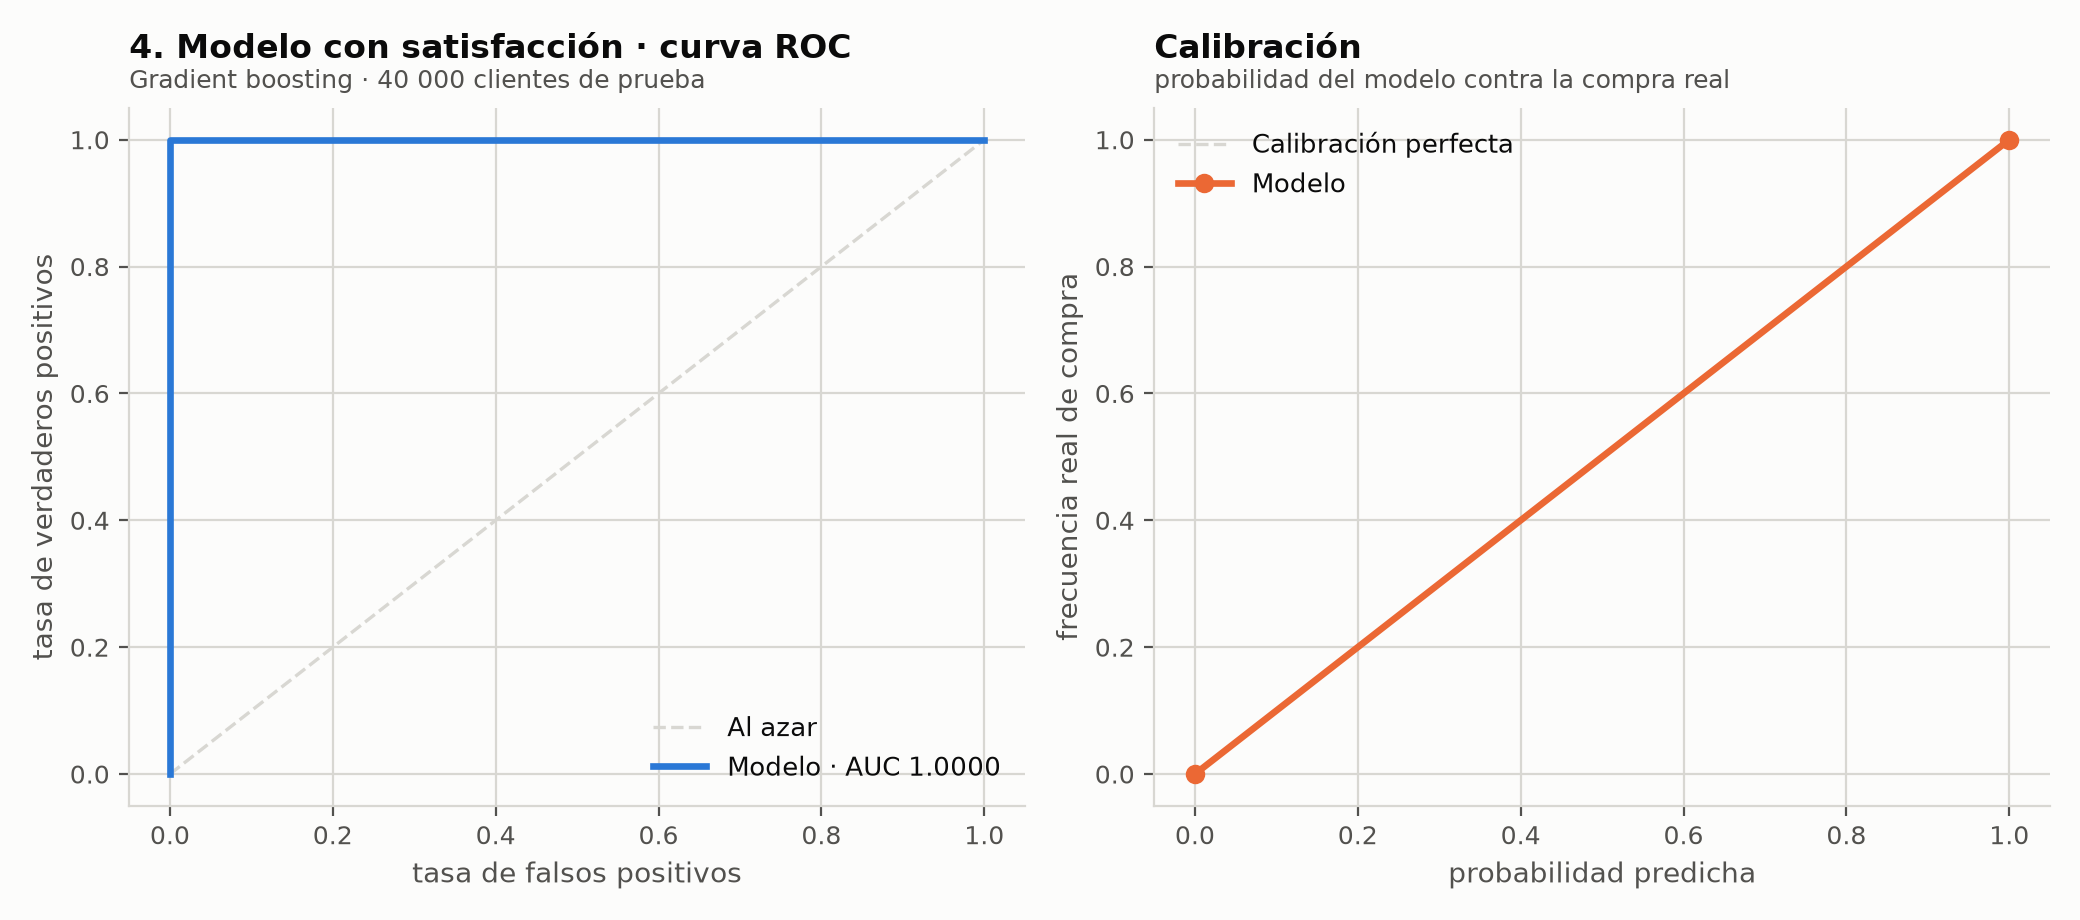 4. Modelo con satisfacción · curva ROC
Gradient boosting · 40 000 clientes de prueba
tasa de verdaderos positivos
1.0
0.8
0.6
0.4
0.2
0.0
Al azar
Modelo · AUC 1.0000
0.0 0.2 0.4 0.6 0.8 1.0
tasa de falsos positivos
Calibración
probabilidad del modelo contra la compra real
frecuencia real de compra
1.0
0.8
0.6
0.4
0.2
0.0
Calibración perfecta
Modelo
0.0 0.2 0.4 0.6 0.8 1.0
probabilidad predicha